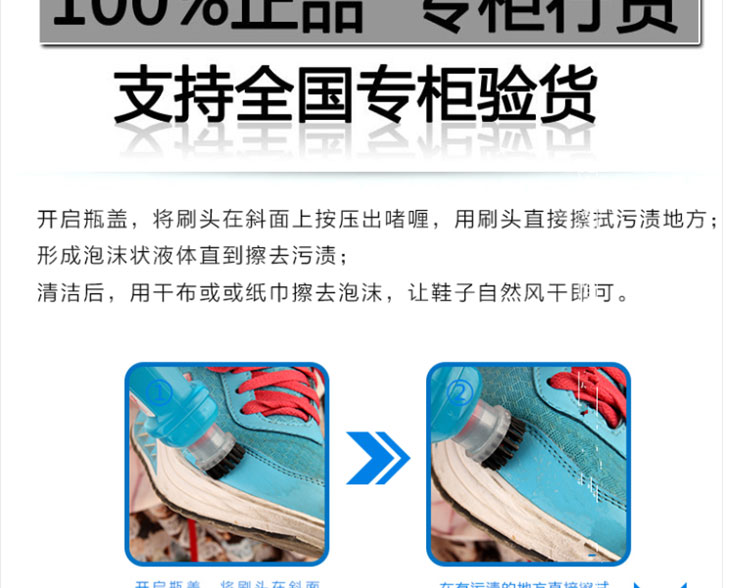 100%正品 专柜行货
支持全国专柜验货
开启瓶盖，将刷头在斜面上按压出啫喱，用刷头直接擦拭污渍地方；
形成泡沫状液体直到擦去污渍；
清洁后，用干布或或纸巾擦去泡沫，让鞋子自然风干即可。
① ②
开启瓶盖，将刷头在斜面
在有污渍的地方直接擦拭